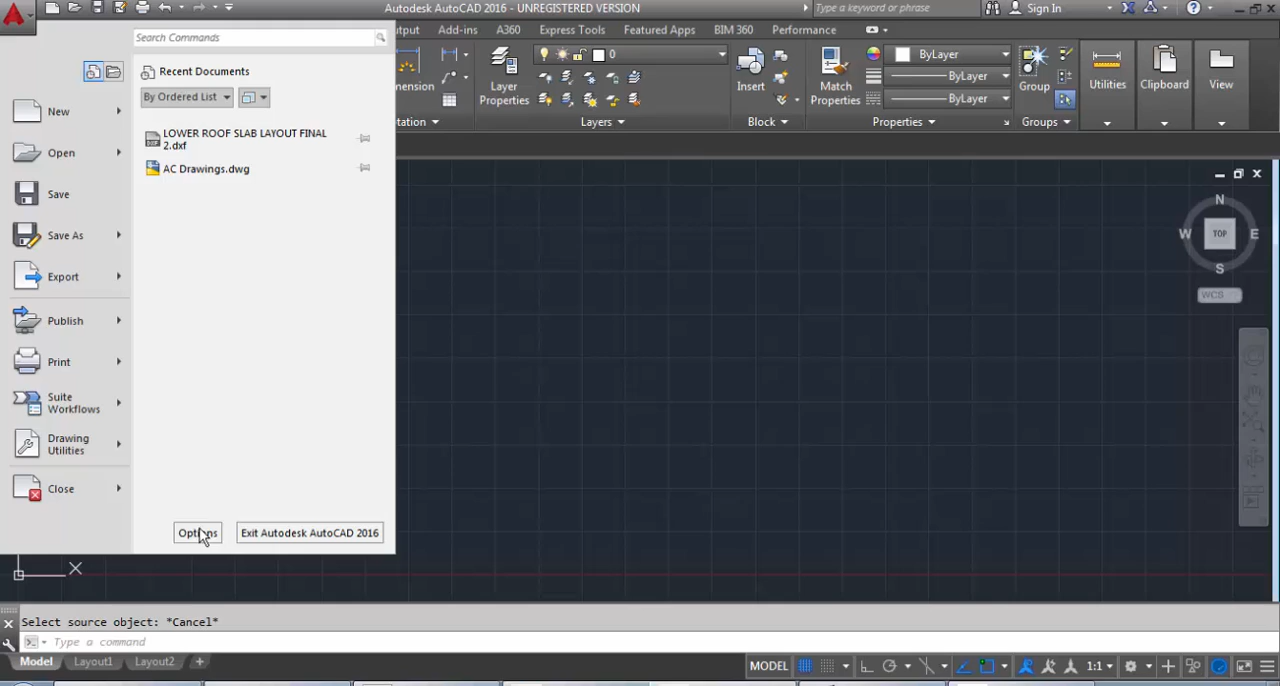 Autodesk AutoCAD 2016 - UNREGISTERED VERSION
Type a keyword or phrase
Sign In
Search Commands
Add-ins
A360
Express Tools
Featured Apps
BIM 360
Performance
Recent Documents
By Ordered List
LOWER ROOF SLAB LAYOUT FINAL
2.dxf
AC Drawings.dwg
New
Open
Save
Save As
Export
Publish
Print
Suite
Workflows
Drawing
Utilities
Close
Options
Exit Autodesk AutoCAD 2016
Layer
Properties
0
Layers
Insert
Block
Match
Properties
ByLayer
ByLayer
ByLayer
Properties
Group
Groups
Utilities
Clipboard
View
N
W
TOP
E
S
WCS
X
Select source object: *Cancel*
Type a command
Model
Layout1
Layout2
MODEL
1:1